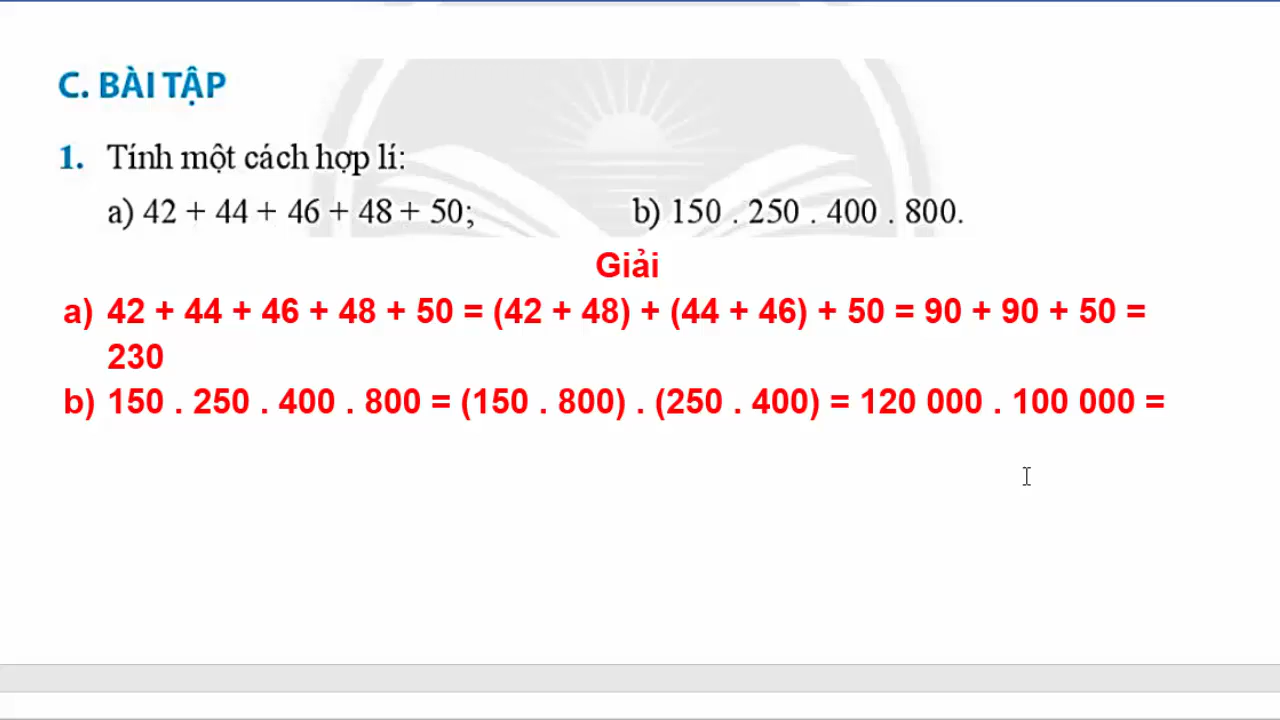 C. BÀI TẬP
1. Tính một cách hợp lí:
a) 42 + 44 + 46 + 48 + 50; b) 150 . 250 . 400 . 800.
Giải
a) 42 + 44 + 46 + 48 + 50 = (42 + 48) + (44 + 46) + 50 = 90 + 90 + 50 =
230
b) 150 . 250 . 400 . 800 = (150 . 800) . (250 . 400) = 120 000 . 100 000 =